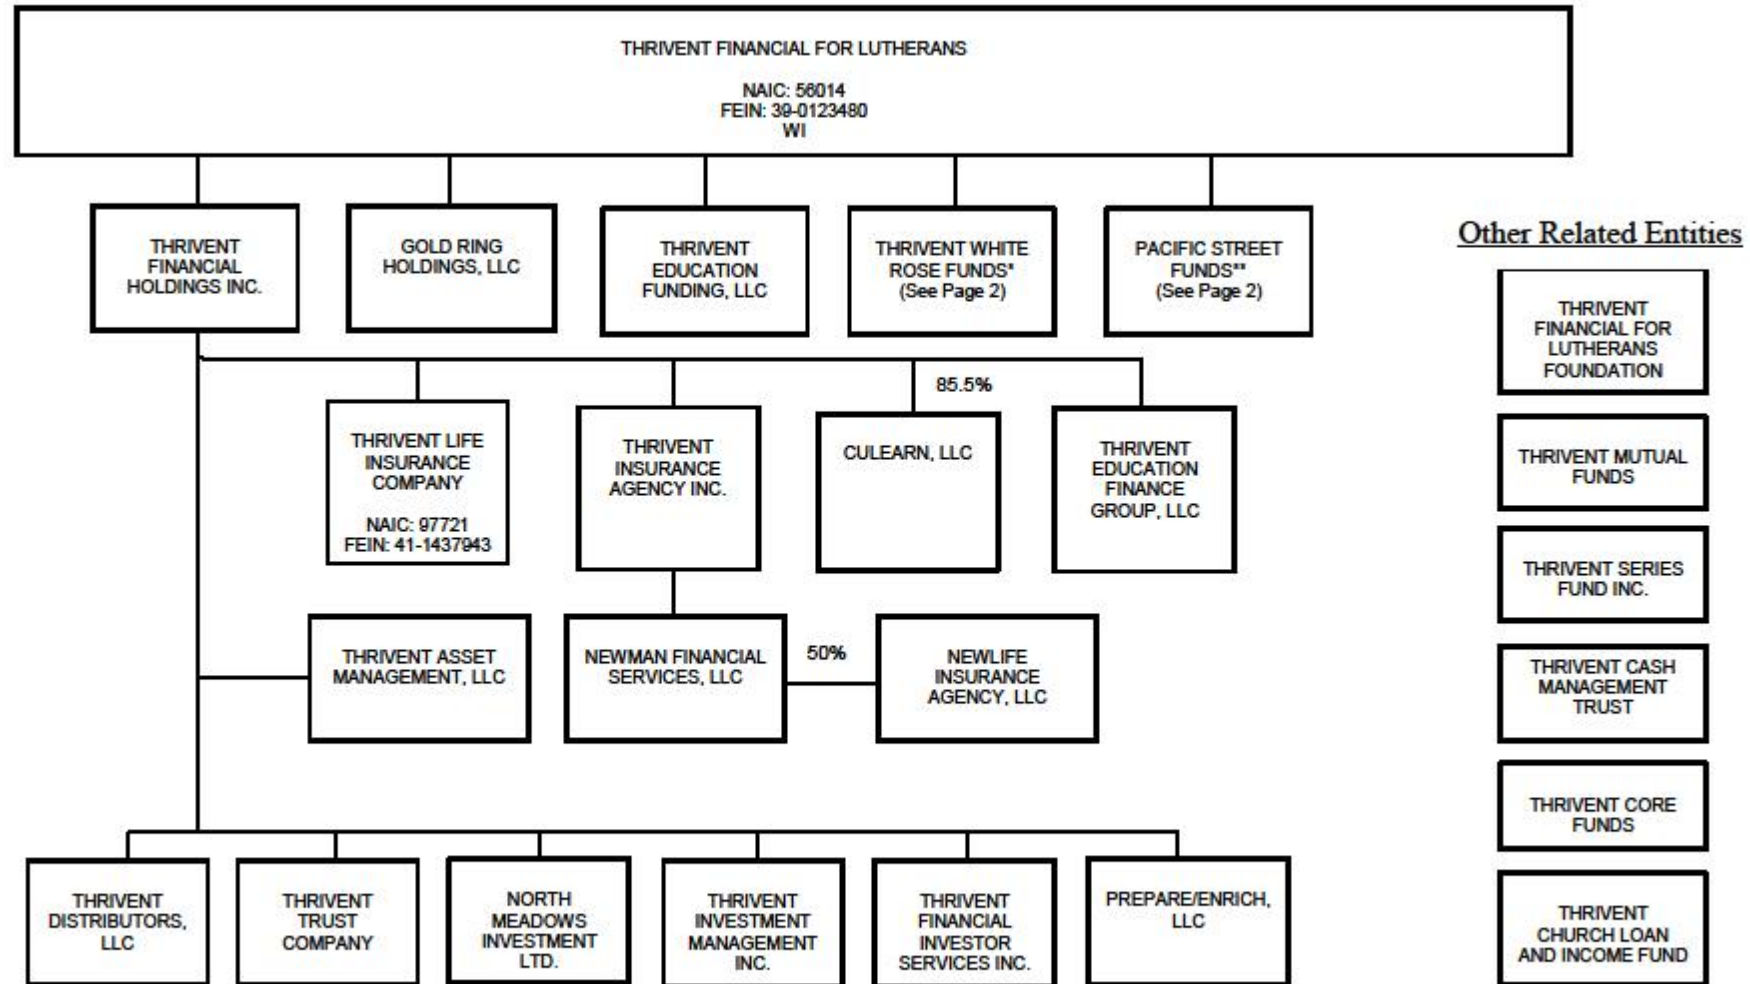 THRIVENT FINANCIAL FOR LUTHERANS
NAIC: 56014
FEIN: 39-0123480
WI
THRIVENT
FINANCIAL
HOLDINGS INC.
GOLD RING
HOLDINGS, LLC
THRIVENT
EDUCATION
FUNDING, LLC
THRIVENT WHITE
ROSE FUNDS*
(See Page 2)
PACIFIC STREET
FUNDS**
(See Page 2)
85.5%
THRIVENT LIFE
INSURANCE
COMPANY
NAIC: 97721
FEIN: 41-1437943
THRIVENT
INSURANCE
AGENCY INC.
CULEARN, LLC
THRIVENT
EDUCATION
FINANCE
GROUP, LLC
THRIVENT ASSET
MANAGEMENT, LLC
NEWMAN FINANCIAL
SERVICES, LLC
50%
NEWLIFE
INSURANCE
AGENCY, LLC
THRIVENT
DISTRIBUTORS,
LLC
THRIVENT
TRUST
COMPANY
NORTH
MEADOWS
INVESTMENT
LTD.
THRIVENT
INVESTMENT
MANAGEMENT
INC.
THRIVENT
FINANCIAL
INVESTOR
SERVICES INC.
PREPARE/ENRICH,
LLC
Other Related Entities
THRIVENT
FINANCIAL FOR
LUTHERANS
FOUNDATION
THRIVENT MUTUAL
FUNDS
THRIVENT SERIES
FUND INC.
THRIVENT CASH
MANAGEMENT
TRUST
THRIVENT CORE
FUNDS
THRIVENT
CHURCH LOAN
AND INCOME FUND